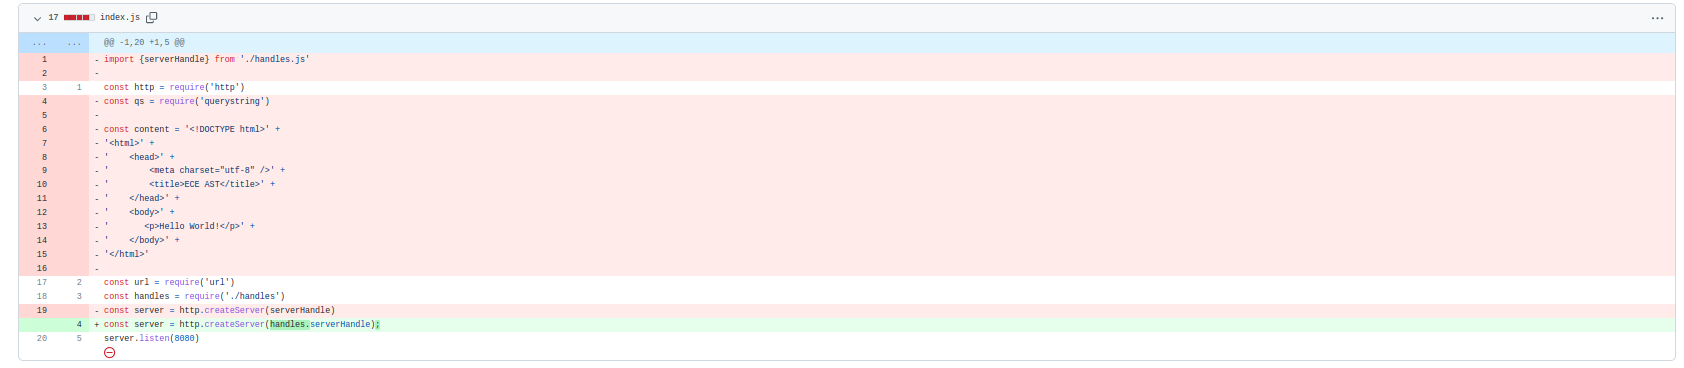 17 index.js
... ... @@ -1,20 +1,5 @@
1 - import {serverHandle} from './handles.js'
2 -
3 1 const http = require('http')
4 - const qs = require('querystring')
5 -
6 - const content = '<!DOCTYPE html>' +
7 - '<html>' +
8 - '    <head>' +
9 - '        <meta charset="utf-8" />' +
10 - '        <title>ECE AST</title>' +
11 - '    </head>' +
12 - '    <body>' +
13 - '       <p>Hello World!</p>' +
14 - '    </body>' +
15 - '</html>'
16 -
17 2 const url = require('url')
18 3 const handles = require('./handles')
19 - const server = http.createServer(serverHandle)
4 + const server = http.createServer(handles.serverHandle);
20 5 server.listen(8080)